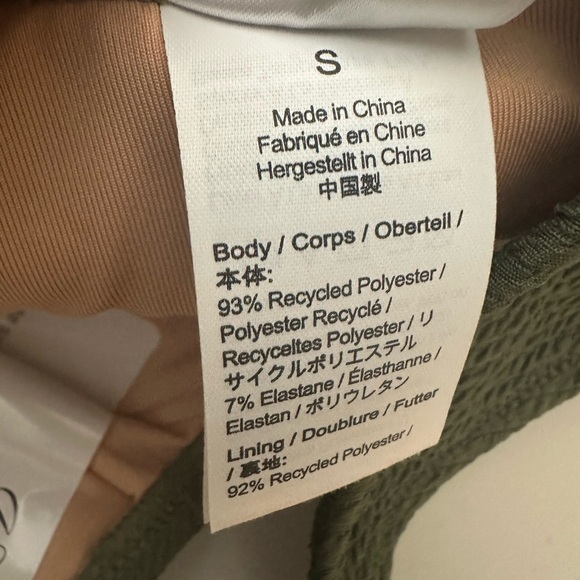 S
Made in China
Fabriqué en Chine
Hergestellt in China
中国製
Body / Corps / Oberteil /
本体:
93% Recycled Polyester /
Polyester Recyclé /
Recyceltes Polyester / リ
サイクルポリエステル
7% Elastane / Élasthanne /
Elastan / ポリウレタン
Lining / Doublure / Futter
/ 裏地:
92% Recycled Polyester /